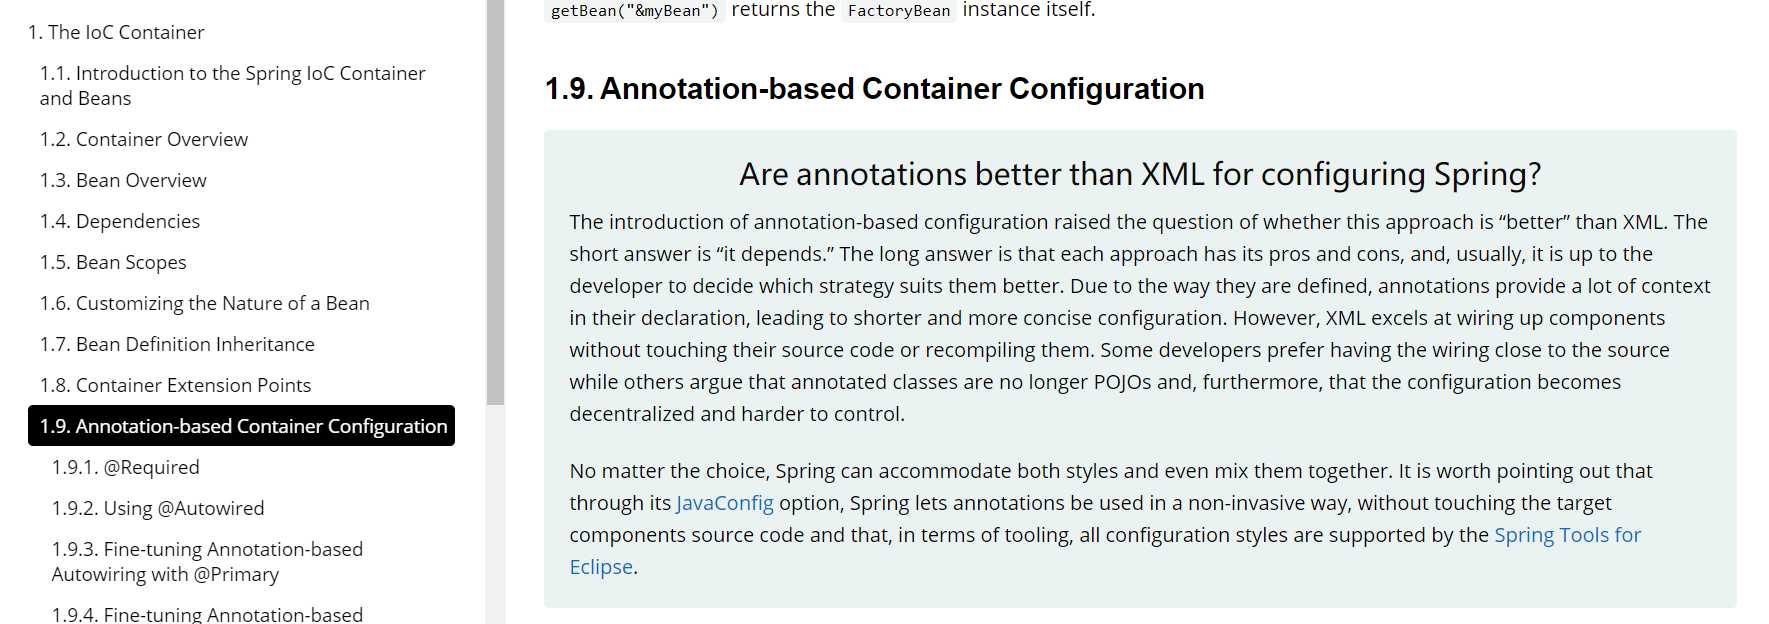 1. The IoC Container
1.1. Introduction to the Spring IoC Container
and Beans
1.2. Container Overview
1.3. Bean Overview
1.4. Dependencies
1.5. Bean Scopes
1.6. Customizing the Nature of a Bean
1.7. Bean Definition Inheritance
1.8. Container Extension Points
1.9. Annotation-based Container Configuration
1.9.1. @Required
1.9.2. Using @Autowired
1.9.3. Fine-tuning Annotation-based
Autowiring with @Primary
1.9.4. Fine-tuning Annotation-based
getBean("&myBean") returns the FactoryBean instance itself.
1.9. Annotation-based Container Configuration
Are annotations better than XML for configuring Spring?
The introduction of annotation-based configuration raised the question of whether this approach is “better” than XML. The
short answer is “it depends.” The long answer is that each approach has its pros and cons, and, usually, it is up to the
developer to decide which strategy suits them better. Due to the way they are defined, annotations provide a lot of context
in their declaration, leading to shorter and more concise configuration. However, XML excels at wiring up components
without touching their source code or recompiling them. Some developers prefer having the wiring close to the source
while others argue that annotated classes are no longer POJOs and, furthermore, that the configuration becomes
decentralized and harder to control.
No matter the choice, Spring can accommodate both styles and even mix them together. It is worth pointing out that
through its JavaConfig option, Spring lets annotations be used in a non-invasive way, without touching the target
components source code and that, in terms of tooling, all configuration styles are supported by the Spring Tools for
Eclipse.